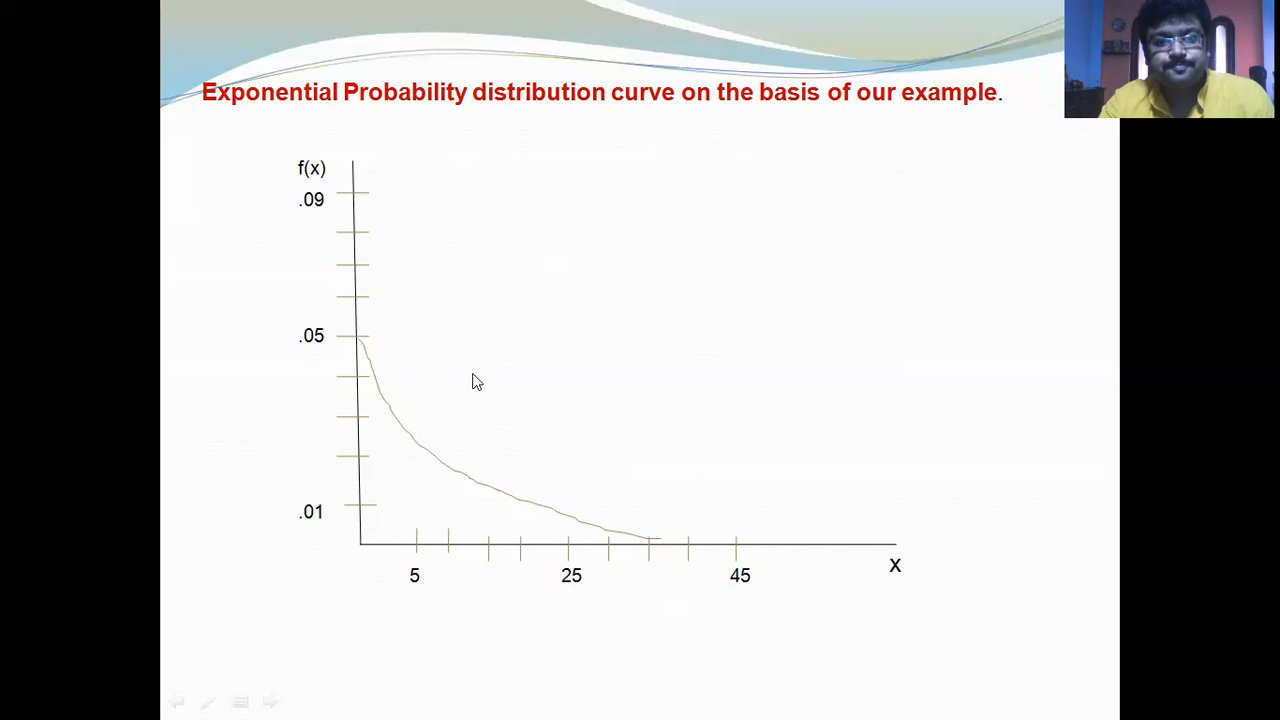 Exponential Probability distribution curve on the basis of our example.
f(x)
.09
.05
.01
5 25 45
X